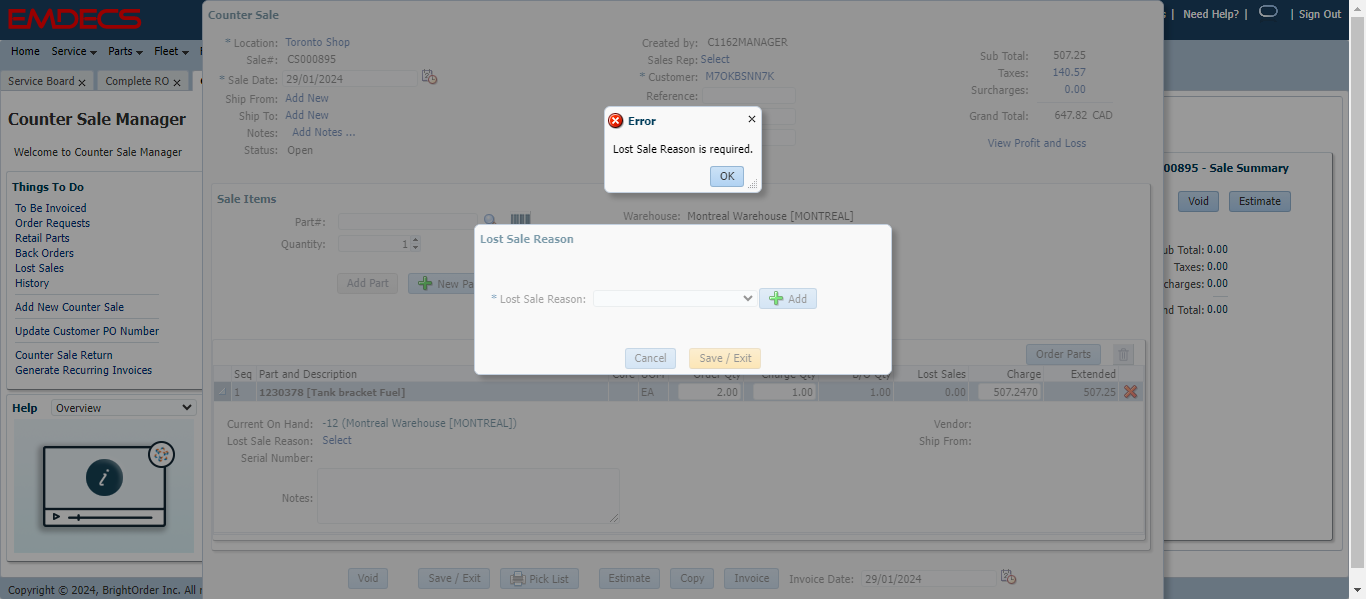 EMDECS
| Need Help? | | Sign Out
Home Service Parts Fleet
Service Board x Complete RO x
Counter Sale Manager
Welcome to Counter Sale Manager
Things To Do
To Be Invoiced
Order Requests
Retail Parts
Back Orders
Lost Sales
History
Add New Counter Sale
Update Customer PO Number
Counter Sale Return
Generate Recurring Invoices
Help Overview
i
Copyright © 2024, BrightOrder Inc. All
Counter Sale
* Location: Toronto Shop
Sale#: CS000895
* Sale Date: 29/01/2024
Ship From: Add New
Ship To: Add New
Notes: Add Notes ...
Status: Open
Created by: C1162MANAGER
Sales Rep: Select
* Customer: M7OKBSNN7K
Reference:
Sub Total: 507.25
Taxes: 140.57
Surcharges: 0.00
Grand Total: 647.82 CAD
View Profit and Loss
Error
Lost Sale Reason is required.
OK
Sale Items
Part#:
Warehouse: Montreal Warehouse [MONTREAL]
Quantity: 1
Add Part New Pa
Lost Sale Reason
* Lost Sale Reason: Add
Cancel Save / Exit
Order Parts
Seq Part and Description Core UOM Order Qty Charge Qty B/O Qty Lost Sales Charge Extended
1 1230378 [Tank bracket Fuel] EA 2.00 1.00 1.00 0.00 507.2470 507.25
Current On Hand: -12 (Montreal Warehouse [MONTREAL])
Lost Sale Reason: Select
Serial Number:
Notes:
Vendor:
Ship From:
Void Save / Exit Pick List Estimate Copy Invoice Invoice Date: 29/01/2024
00895 - Sale Summary
Void Estimate
ub Total: 0.00
Taxes: 0.00
charges: 0.00
nd Total: 0.00